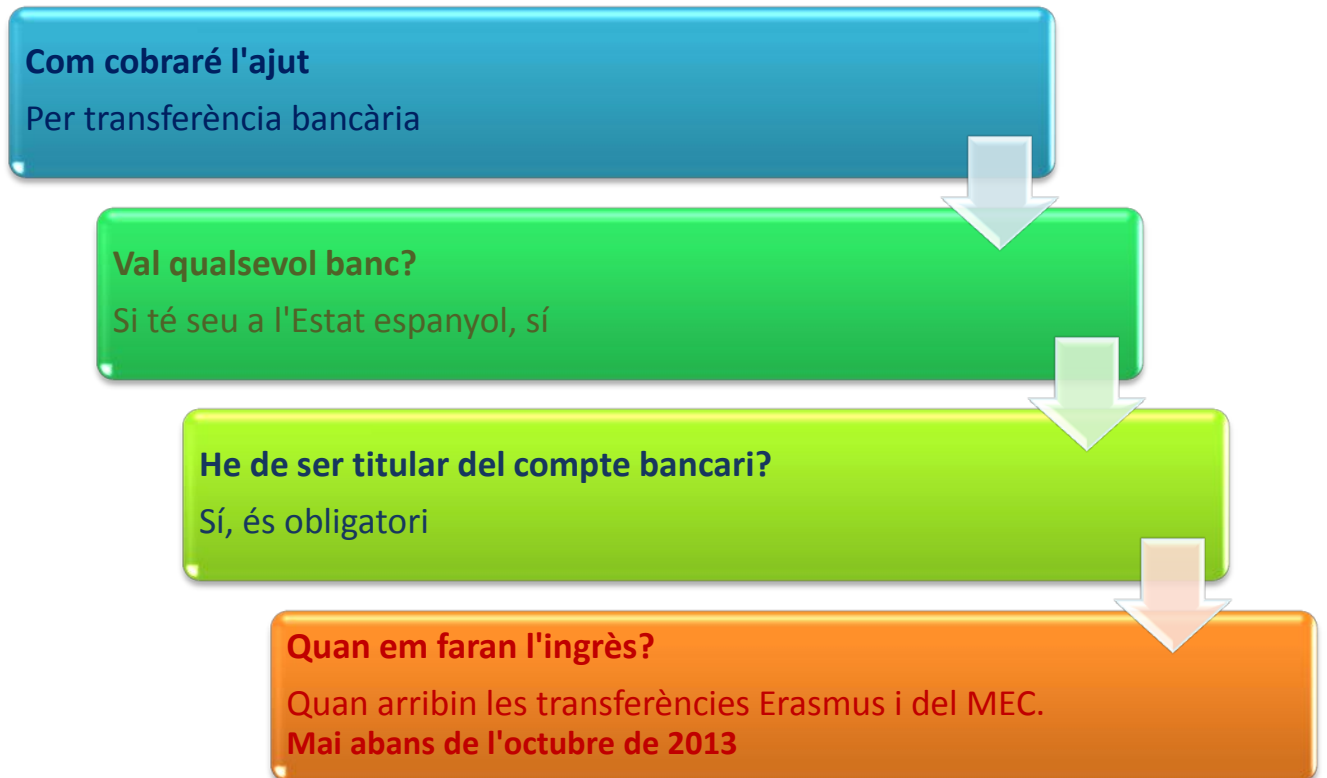 Com cobraré l'ajut
Per transferència bancària
Val qualsevol banc?
Si té seu a l'Estat espanyol, sí
He de ser titular del compte bancari?
Sí, és obligatori
Quan em faran l'ingrès?
Quan arribin les transferències Erasmus i del MEC.
Mai abans de l'octubre de 2013